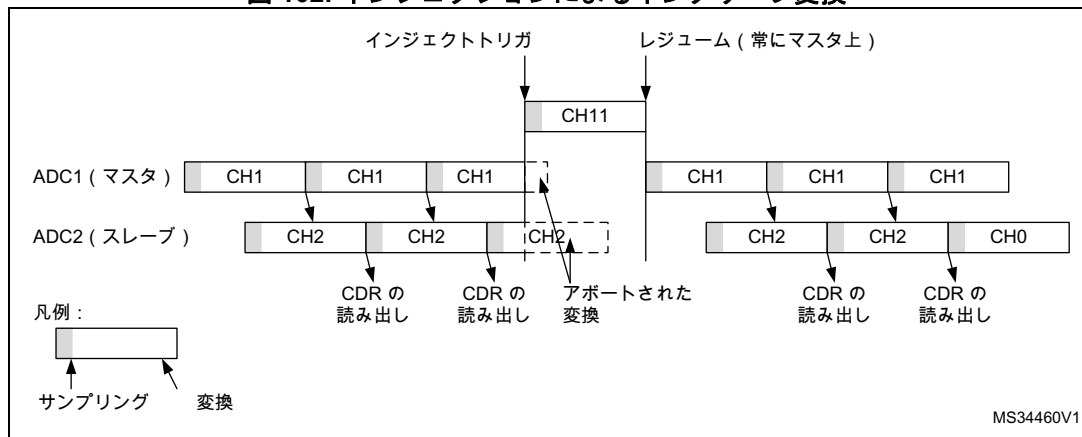 インジェクトトリガ
レジューム ( 常にマスタ上 )
CH11
ADC1 ( マスタ )
CH1
CH1
CH1
CH1
CH1
CH1
ADC2 ( スレーブ )
CH2
CH2
CH2
CH2
CH2
CH0
CDR の
読み出し
CDR の
読み出し
アボートされた
変換
CDR の
読み出し
CDR の
読み出し
凡例 :
サンプリング
変換
MS34460V1